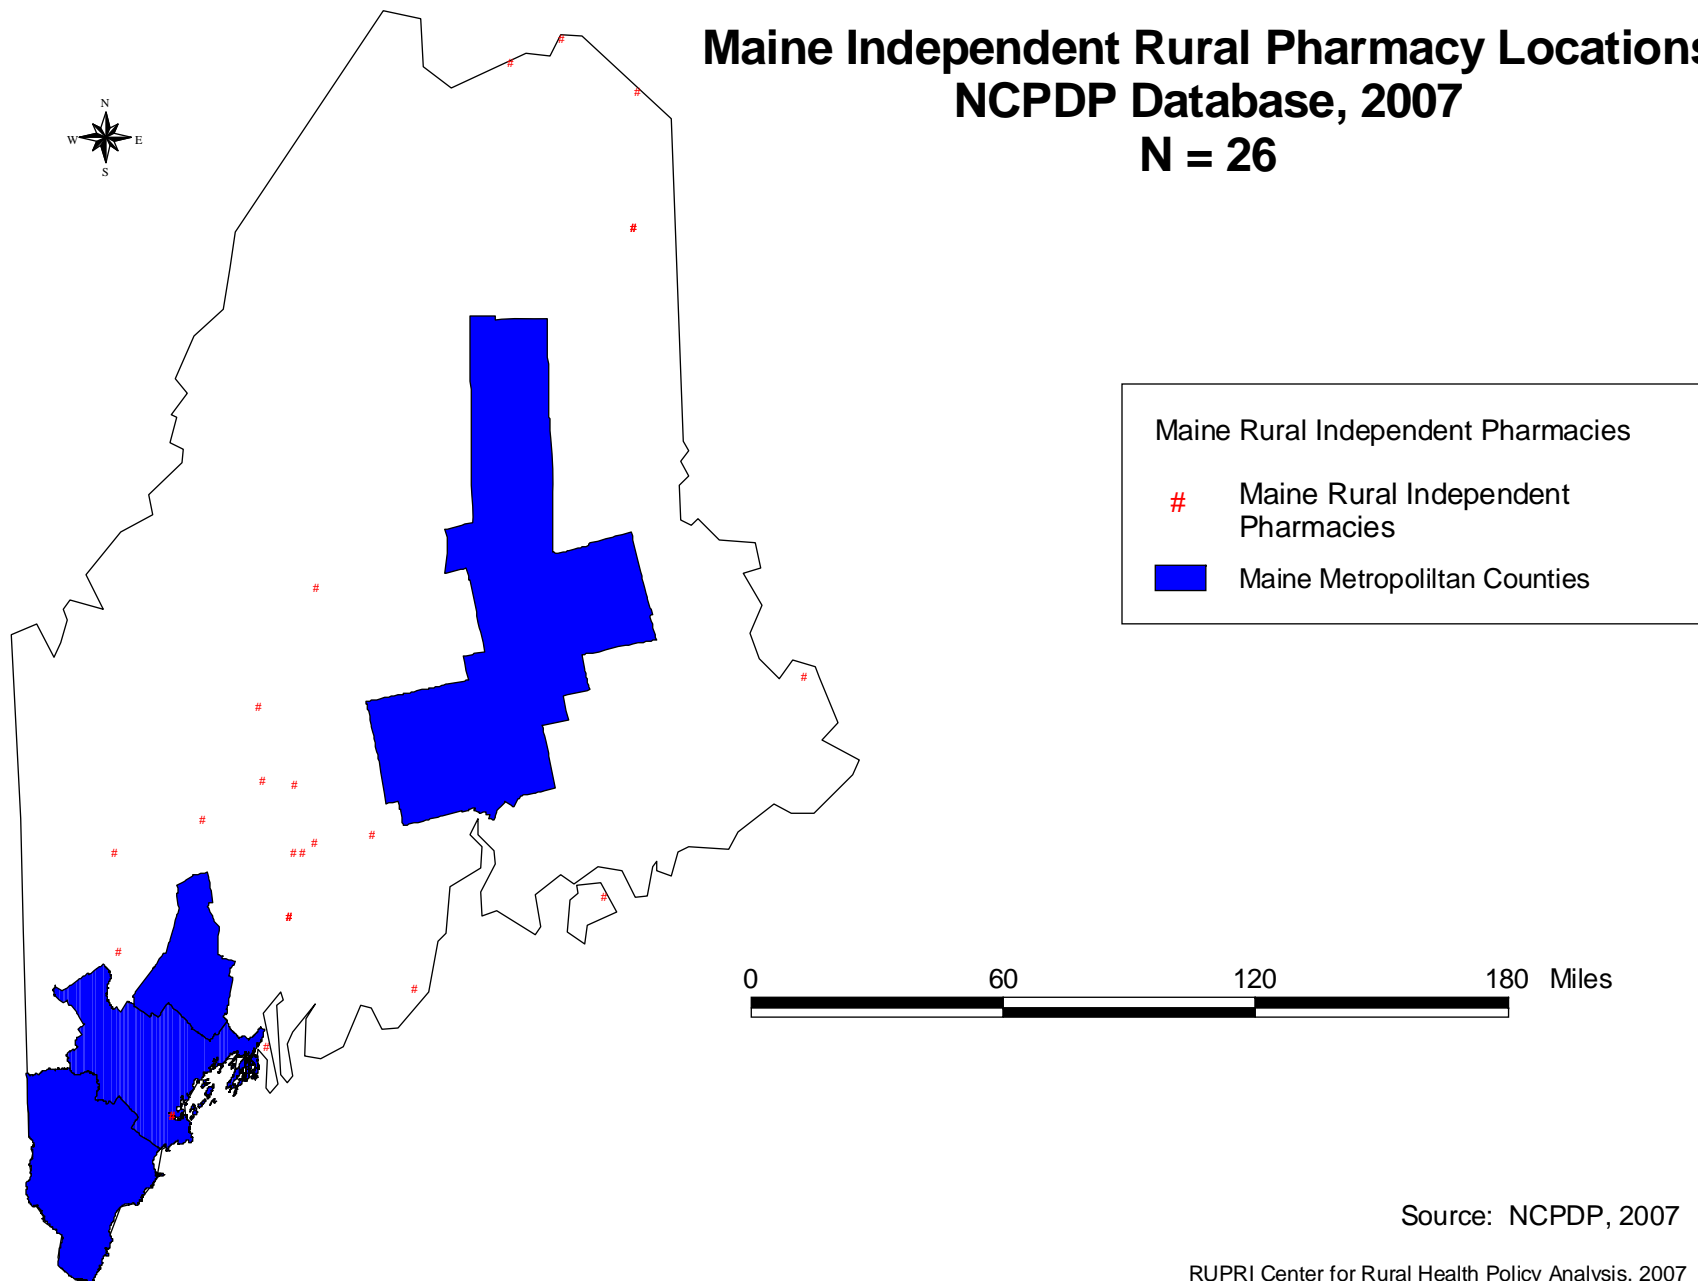 Maine Independent Rural Pharmacy Locations
NCPDP Database, 2007
N = 26
N
W E
S
Maine Rural Independent Pharmacies
# Maine Rural Independent
Pharmacies
Maine Metropoliltan Counties
0 60 120 180 Miles
Source: NCPDP, 2007
RUPRI Center for Rural Health Policy Analysis, 2007